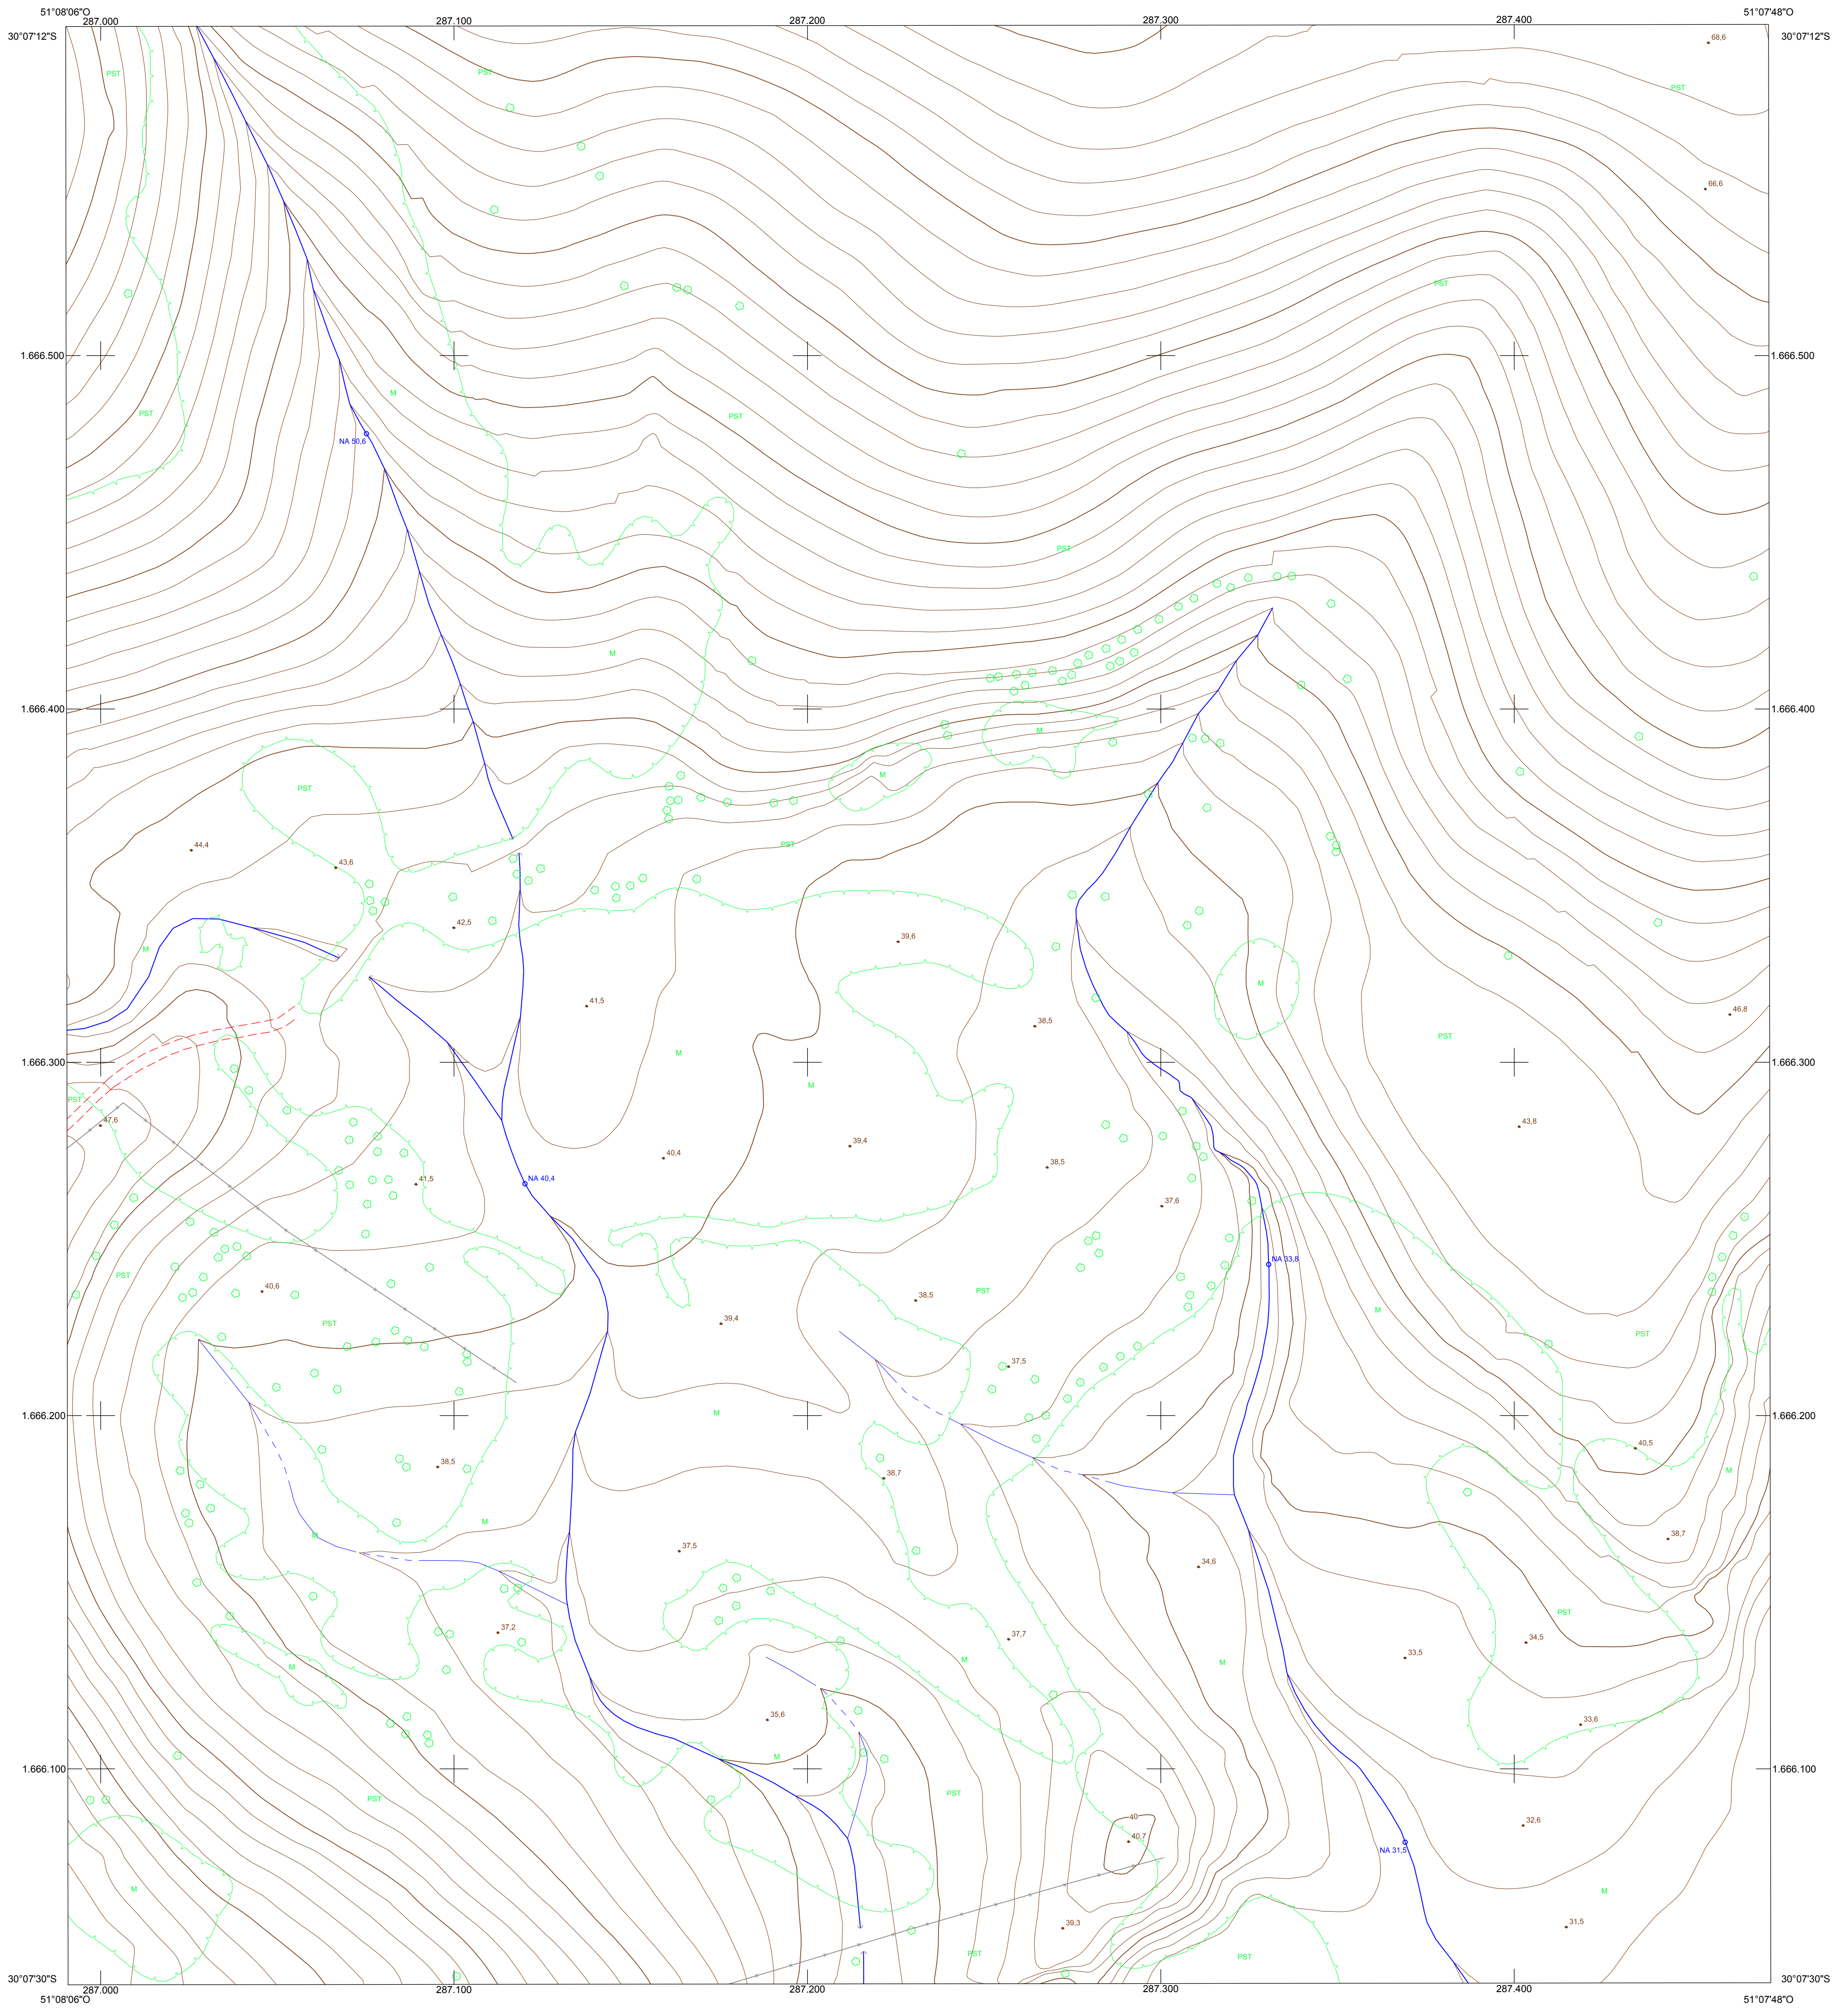 51°08'06"O 51°07'48"O
287.000 287.100 287.200 287.300 287.400
30°07'12"S 30°07'12"S
68,6
PST PST
PST
66,6
PST
1.666.500 1.666.500
M
PST PST
NA 50,6
PST
M
1.666.400 1.666.400
M
M
PST
PST
44,4
43,6
42,5
39,6
M
M
41,5
46,8
38,5
PST
M
1.666.300 1.666.300
M
PST
47,6
43,8
39,4
40,4
38,5
41,5
NA 40,4
37,6
NA 33,8
PST
40,6
PST
38,5
M
39,4
PST
PST
37,5
M
1.666.200 1.666.200
40,5
38,5
M
38,7
M
M
38,7
37,5
34,6
PST
37,2
37,7
34,5
33,5
M
M
M
35,6
33,6
M
1.666.100 1.666.100
PST
PST
40
32,6
40,7
NA 31,5
M
M
39,3
31,5
PST
PST
30°07'30"S 30°07'30"S
287.000 287.100 287.200 287.300 287.400
51°08'06"O 51°07'48"O